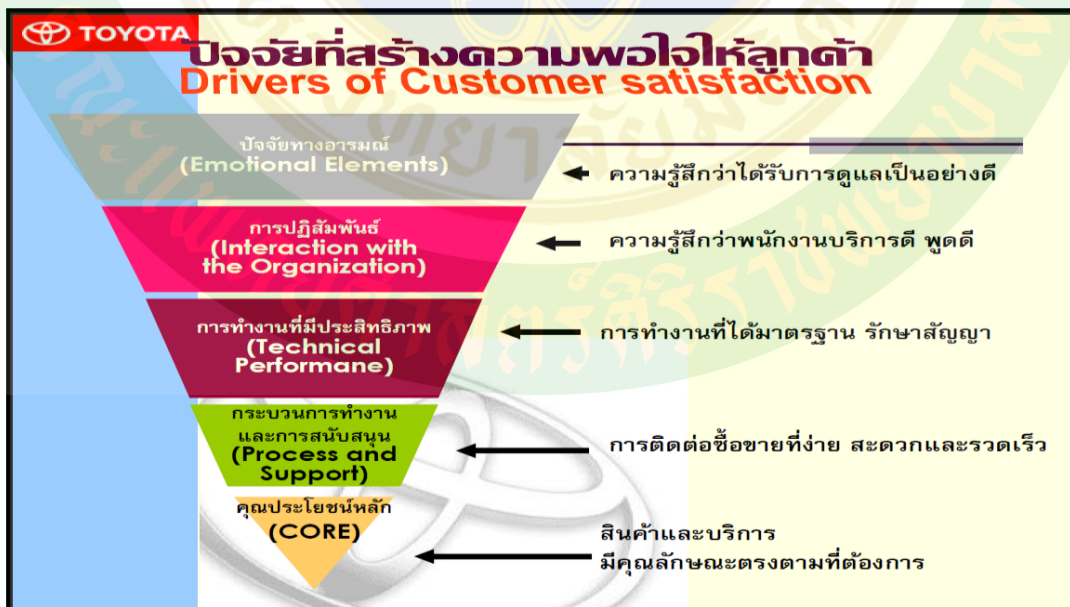 TOYOTA
ปัจจัยที่สร้างความพอใจให้ลูกค้า
Drivers of Customer satisfaction
ปัจจัยทางอารมณ์
(Emotional Elements)
ความรู้สึกว่าได้รับการดูแลเป็นอย่างดี
การปฏิสัมพันธ์
(Interaction with
the Organization)
ความรู้สึกว่าพนักงานบริการดี พูดดี
การทำงานที่มีประสิทธิภาพ
(Technical
Performane)
การทำงานที่ได้มาตรฐาน รักษาสัญญา
กระบวนการทำงาน
และการสนับสนุน
(Process and
Support)
การติดต่อซื้อขายที่ง่าย สะดวกและรวดเร็ว
คุณประโยชน์หลัก
(CORE)
สินค้าและบริการ
มีคุณลักษณะตรงตามที่ต้องการ